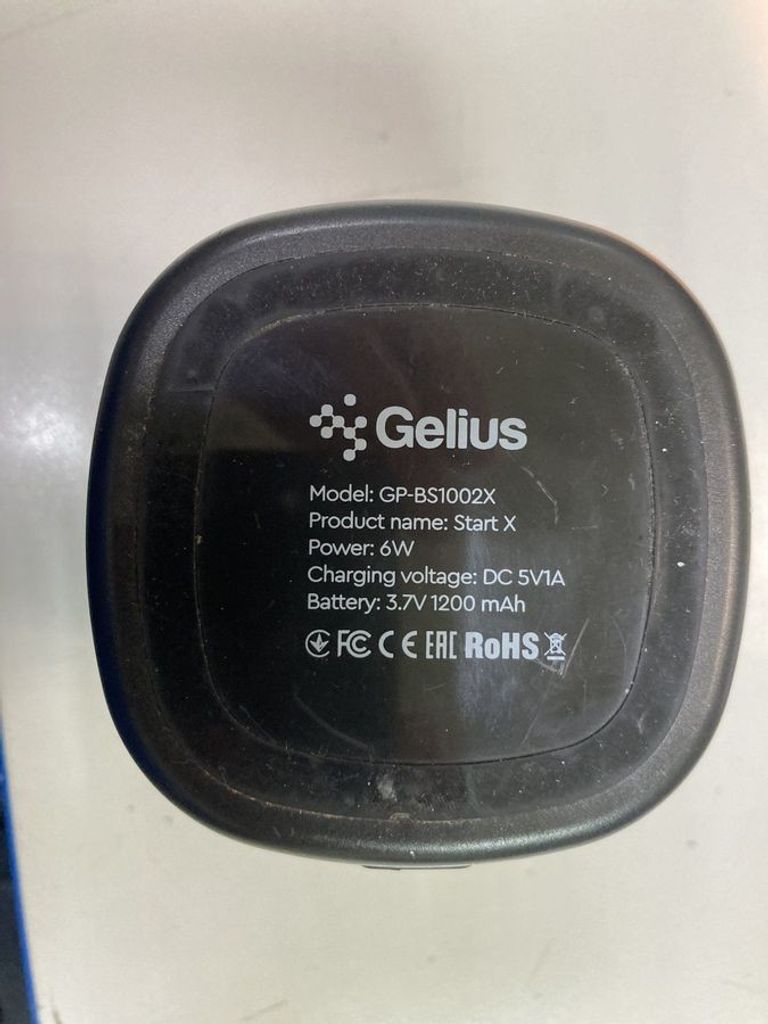 Gelius
Model: GP-BS1002X
Product name: Start X
Power: 6W
Charging voltage: DC 5V1A
Battery: 3.7V 1200 mAh
FC CE EAC RoHS